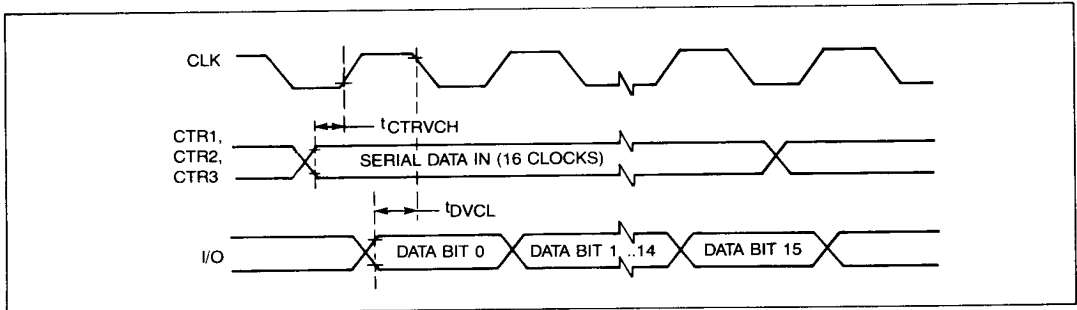 CLK
tCTRVCH
CTR1,
CTR2,
CTR3
SERIAL DATA IN (16 CLOCKS)
tDVCL
I/O
DATA BIT 0
DATA BIT 1 ..14
DATA BIT 15